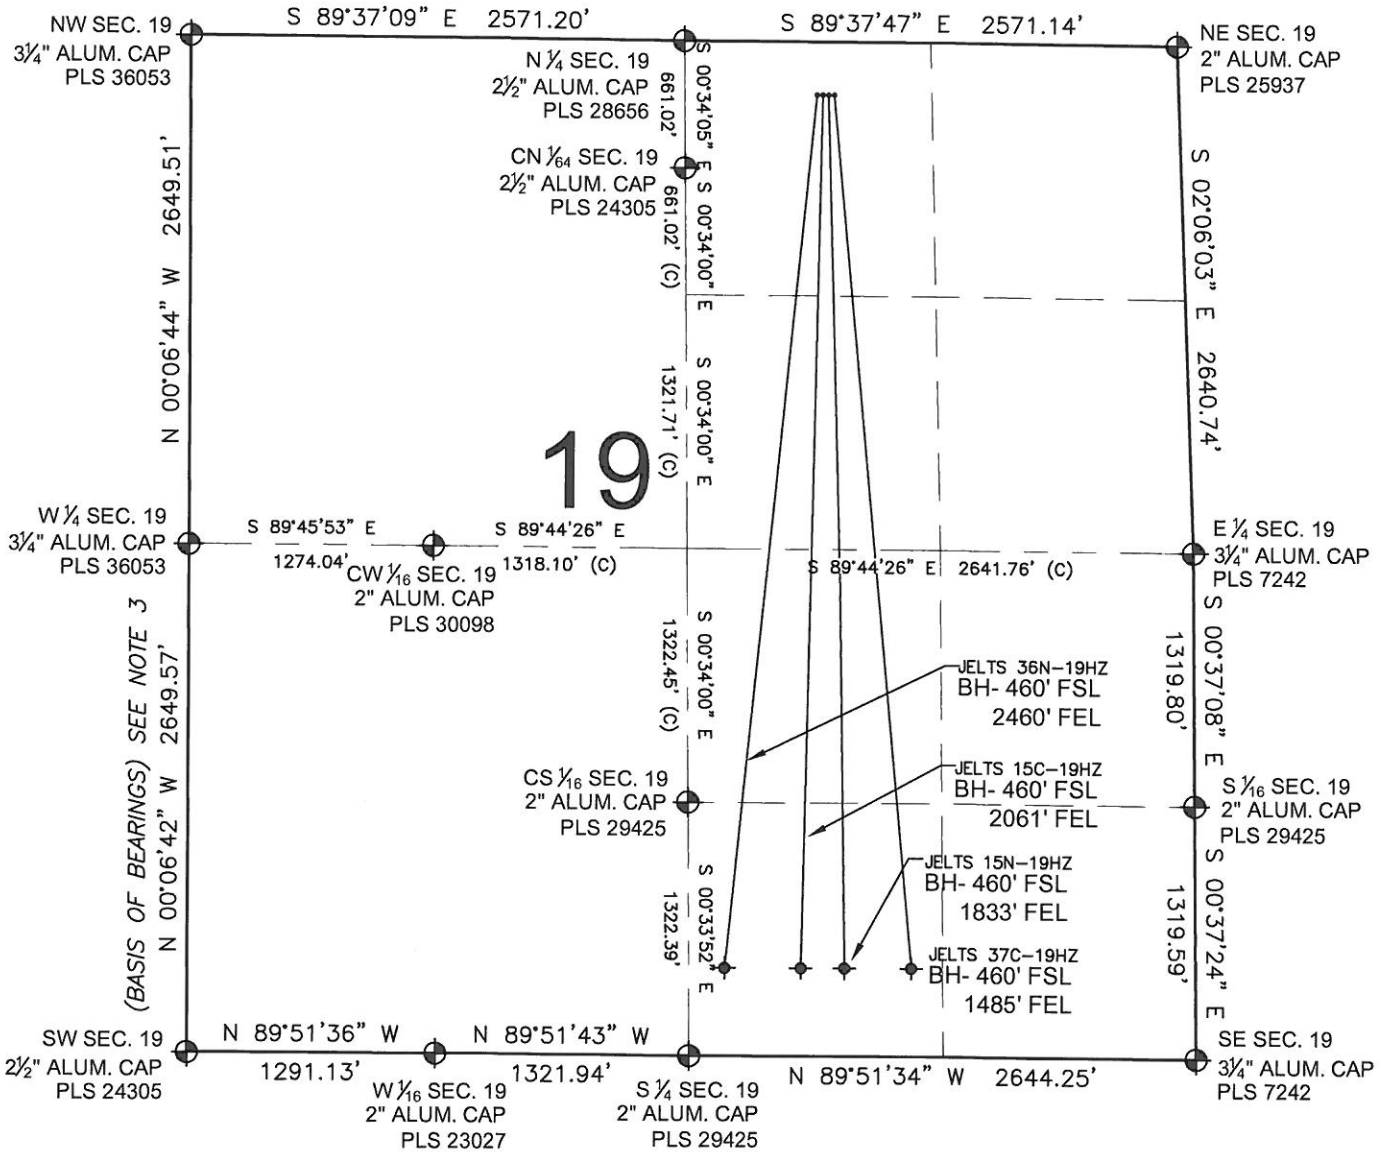 NW SEC. 19
3¼" ALUM. CAP
PLS 36053
S 89°37'09" E 2571.20'
S 89°37'47" E 2571.14'
NE SEC. 19
2" ALUM. CAP
PLS 25937
N ¼ SEC. 19
2½" ALUM. CAP
PLS 28656
S 00°34'05" E
661.02'
CN 1⁄64 SEC. 19
2½" ALUM. CAP
PLS 24305
S 00°34'00" E
661.02' (C)
N 00°06'44" W 2649.51'
S 02°06'03" E 2640.74'
S 00°34'00" E
1321.71' (C)
19
W ¼ SEC. 19
3¼" ALUM. CAP
PLS 36053
S 89°45'53" E
1274.04'
S 89°44'26" E
1318.10' (C)
CW 1⁄16 SEC. 19
2" ALUM. CAP
PLS 30098
S 89°44'26" E 2641.76' (C)
E ¼ SEC. 19
3¼" ALUM. CAP
PLS 7242
(BASIS OF BEARINGS) SEE NOTE 3
N 00°06'42" W 2649.57'
S 00°34'00" E
1322.45' (C)
S 00°37'08" E
1319.80'
JELTS 36N-19HZ
BH- 460' FSL
2460' FEL
JELTS 15C-19HZ
BH- 460' FSL
2061' FEL
CS 1⁄16 SEC. 19
2" ALUM. CAP
PLS 29425
S 1⁄16 SEC. 19
2" ALUM. CAP
PLS 29425
JELTS 15N-19HZ
BH- 460' FSL
1833' FEL
S 00°33'52" E
1322.39'
S 00°37'24" E
1319.59'
JELTS 37C-19HZ
BH- 460' FSL
1485' FEL
SW SEC. 19
2½" ALUM. CAP
PLS 24305
N 89°51'36" W
1291.13'
N 89°51'43" W
1321.94'
W 1⁄16 SEC. 19
2" ALUM. CAP
PLS 23027
S ¼ SEC. 19
2" ALUM. CAP
PLS 29425
N 89°51'34" W 2644.25'
SE SEC. 19
3¼" ALUM. CAP
PLS 7242